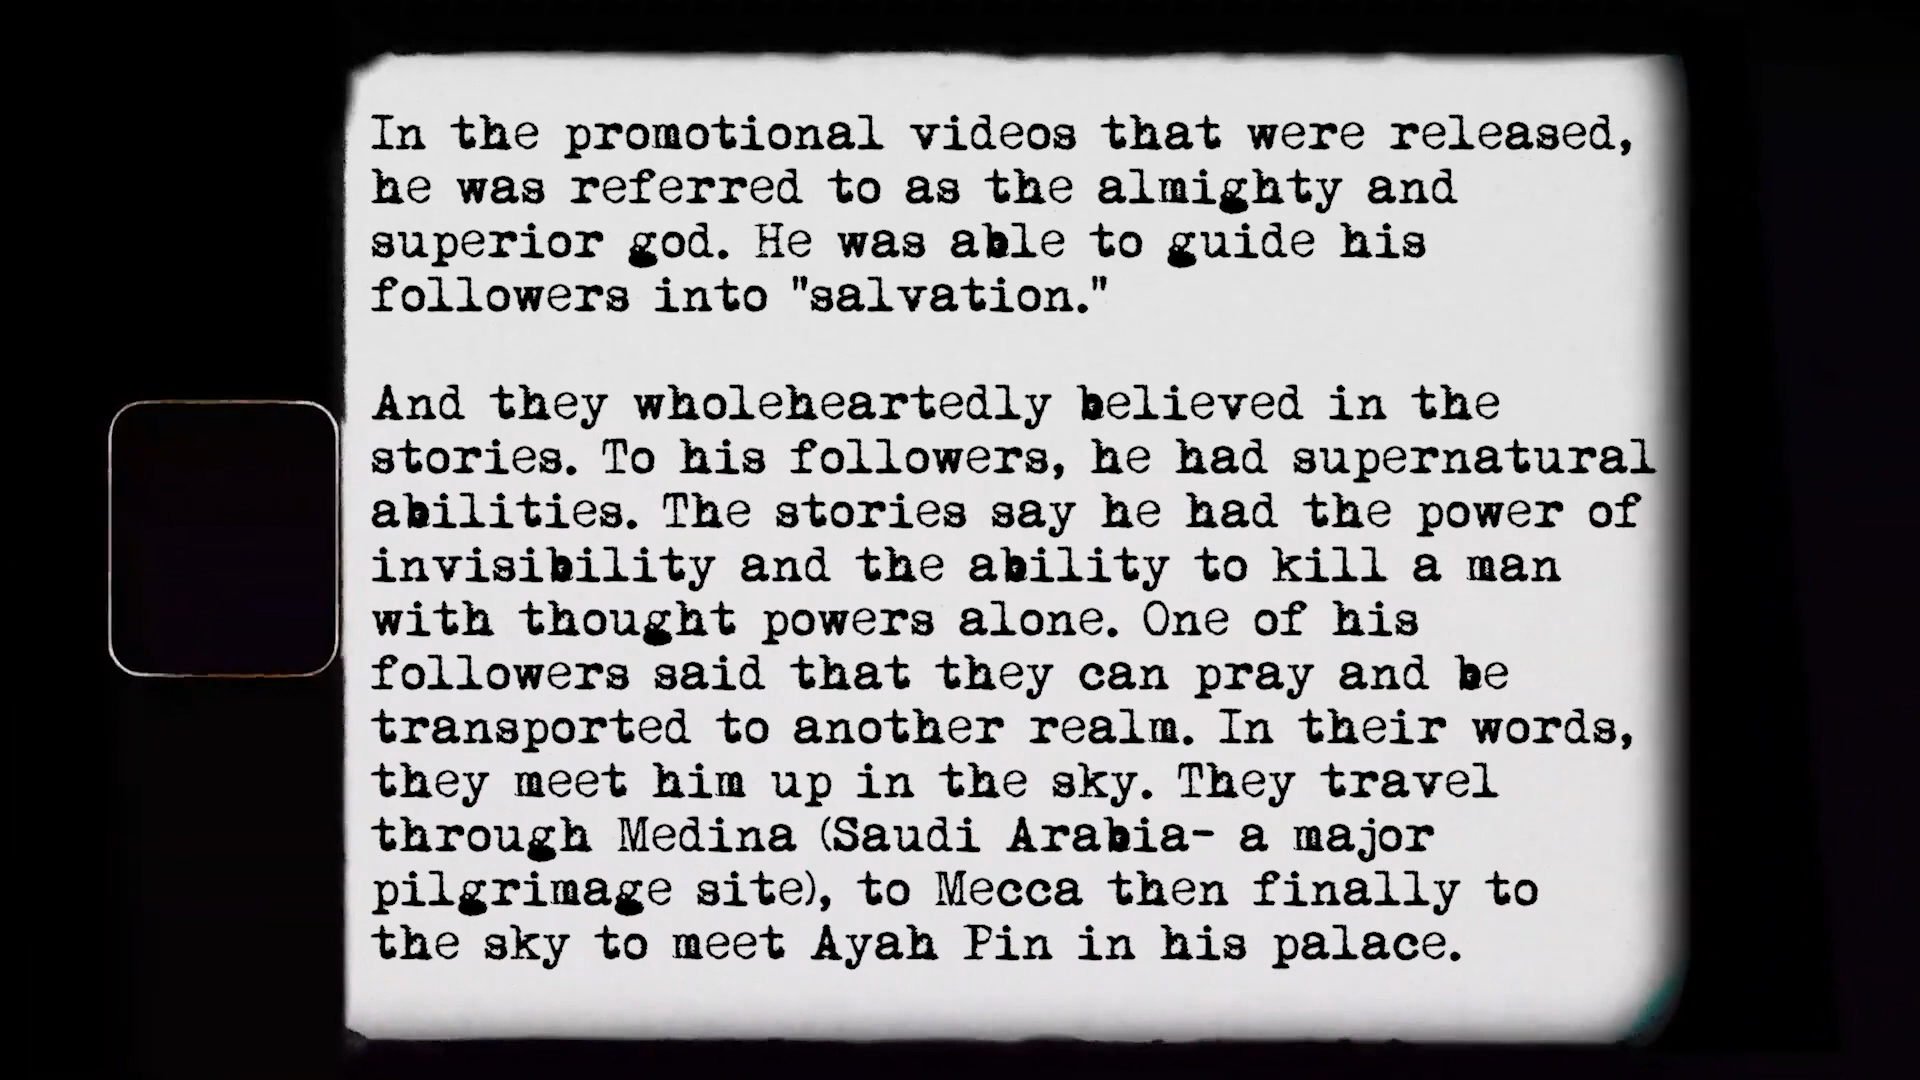 In the promotional videos that were released,
he was referred to as the almighty and
superior god. He was able to guide his
followers into "salvation."
And they wholeheartedly believed in the
stories. To his followers, he had supernatural
abilities. The stories say he had the power of
invisibility and the ability to kill a man
with thought powers alone. One of his
followers said that they can pray and be
transported to another realm. In their words,
they meet him up in the sky. They travel
through Medina (Saudi Arabia- a major
pilgrimage site), to Mecca then finally to
the sky to meet Ayah Pin in his palace.